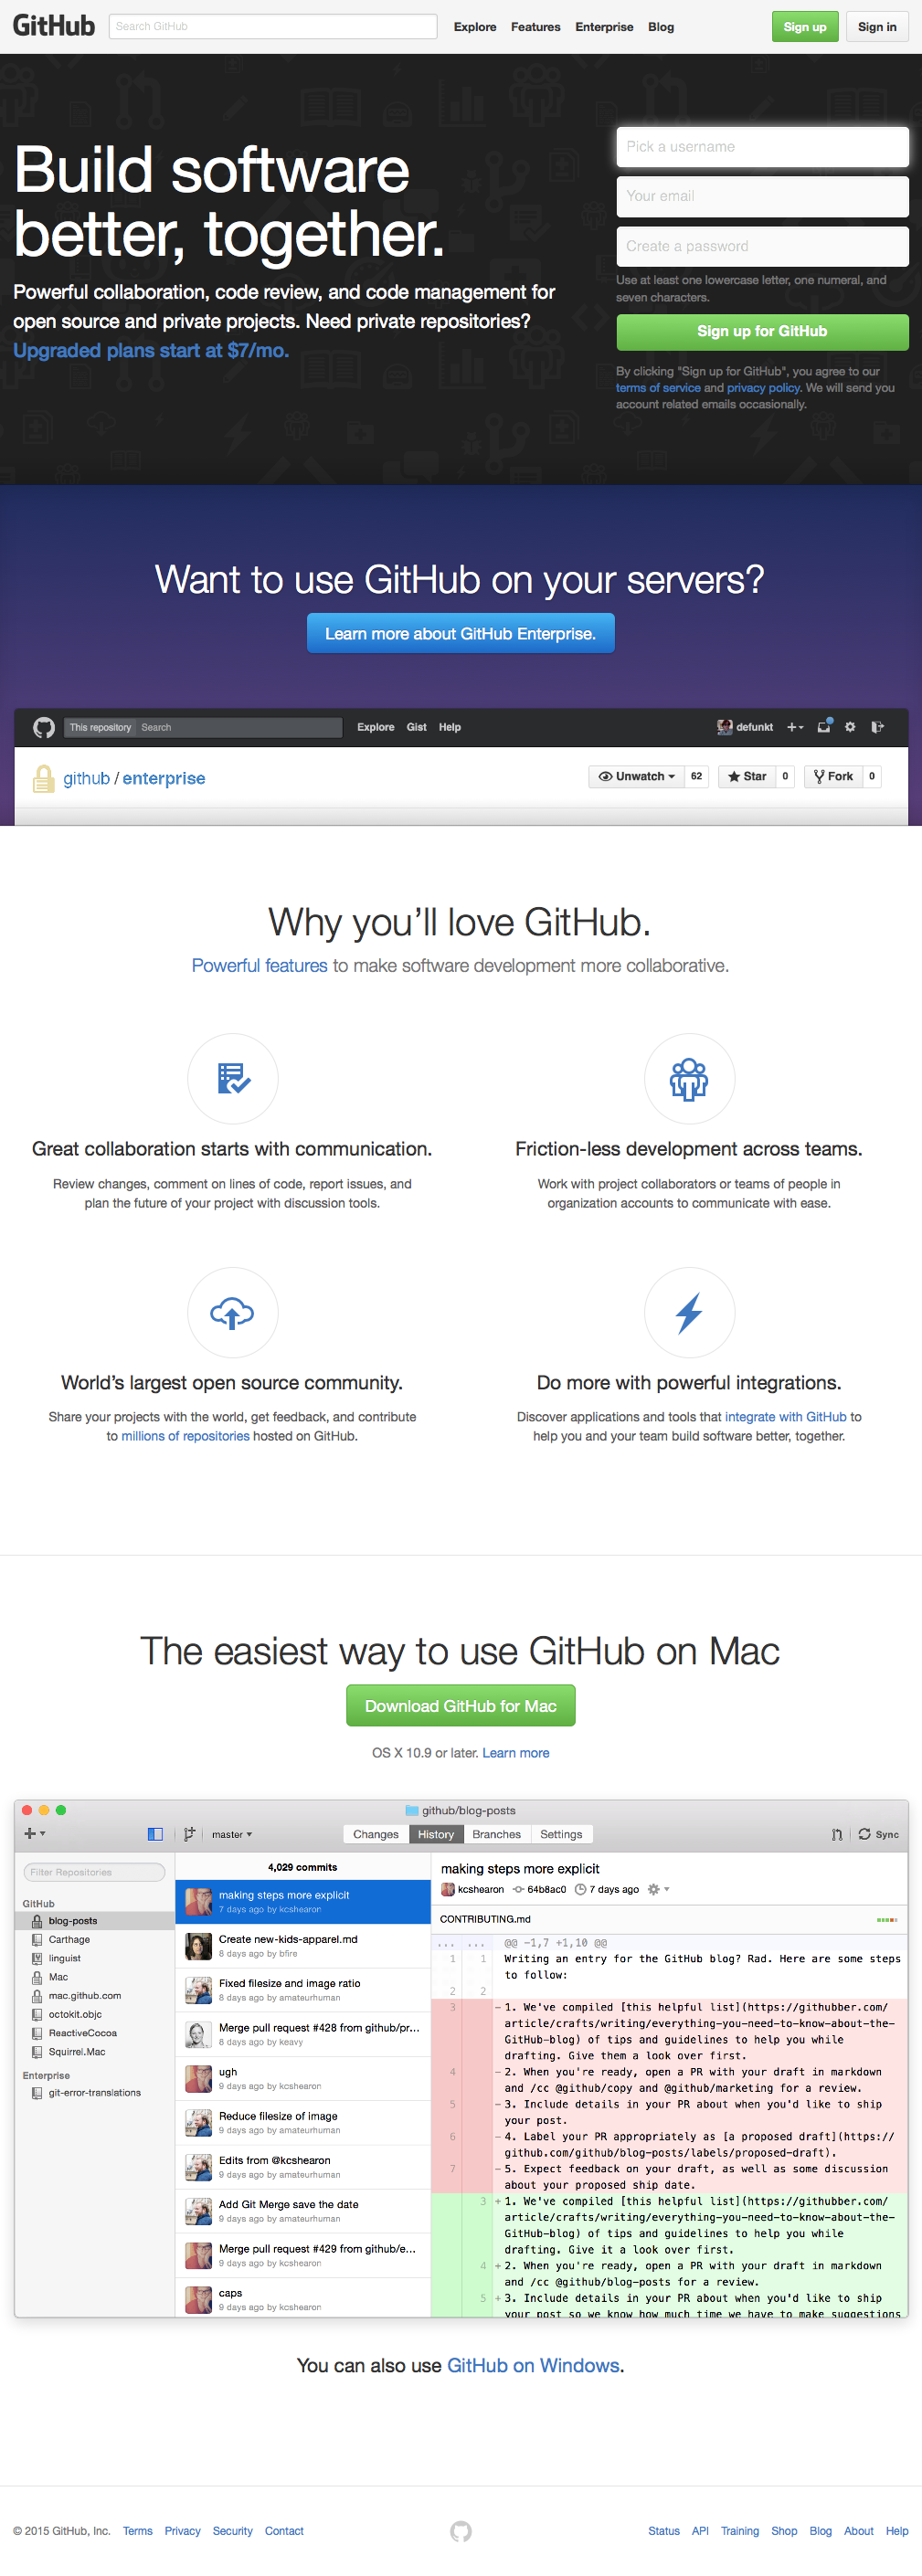 GitHub
Search GitHub
Explore
Features
Enterprise
Blog
Sign up
Sign in
Build software
better, together.
Powerful collaboration, code review, and code management for
open source and private projects. Need private repositories?
Upgraded plans start at $7/mo.
Pick a username
Your email
Create a password
Use at least one lowercase letter, one numeral, and
seven characters.
Sign up for GitHub
By clicking "Sign up for GitHub", you agree to our
terms of service and privacy policy. We will send you
account related emails occasionally.
Want to use GitHub on your servers?
Learn more about GitHub Enterprise.
This repository
Search
Explore
Gist
Help
defunkt
github / enterprise
Unwatch
62
Star
0
Fork
0
Why you’ll love GitHub.
Powerful features to make software development more collaborative.
Great collaboration starts with communication.
Review changes, comment on lines of code, report issues, and
plan the future of your project with discussion tools.
Friction-less development across teams.
Work with project collaborators or teams of people in
organization accounts to communicate with ease.
World’s largest open source community.
Share your projects with the world, get feedback, and contribute
to millions of repositories hosted on GitHub.
Do more with powerful integrations.
Discover applications and tools that integrate with GitHub to
help you and your team build software better, together.
The easiest way to use GitHub on Mac
Download GitHub for Mac
OS X 10.9 or later. Learn more
github/blog-posts
master
Changes
History
Branches
Settings
Sync
Filter Repositories
GitHub
blog-posts
Carthage
linguist
Mac
mac.github.com
octokit.objc
ReactiveCocoa
Squirrel.Mac
Enterprise
git-error-translations
4,029 commits
making steps more explicit
7 days ago by kcshearon
Create new-kids-apparel.md
8 days ago by bfire
Fixed filesize and image ratio
8 days ago by amateurhuman
Merge pull request #428 from github/pr...
8 days ago by keavy
ugh
9 days ago by kcshearon
Reduce filesize of image
9 days ago by amateurhuman
Edits from @kcshearon
9 days ago by amateurhuman
Add Git Merge save the date
9 days ago by amateurhuman
Merge pull request #429 from github/e...
9 days ago by kcshearon
caps
9 days ago by kcshearon
making steps more explicit
kcshearon 64b8ac0 7 days ago
CONTRIBUTING.md
... ... @@ -1,7 +1,10 @@
1 1 Writing an entry for the GitHub blog? Rad. Here are some steps
to follow:
2 2
3 - 1. We've compiled [this helpful list](https://githubber.com/
article/crafts/writing/everything-you-need-to-know-about-the-
GitHub-blog) of tips and guidelines to help you while
drafting. Give them a look over first.
4 - 2. When you're ready, open a PR with your draft in markdown
and /cc @github/copy and @github/marketing for a review.
5 - 3. Include details in your PR about when you'd like to ship
your post.
6 - 4. Label your PR appropriately as [a proposed draft](https://
github.com/github/blog-posts/labels/proposed-draft).
7 - 5. Expect feedback on your draft, as well as some discussion
about your proposed ship date.
3 + 1. We've compiled [this helpful list](https://githubber.com/
article/crafts/writing/everything-you-need-to-know-about-the-
GitHub-blog) of tips and guidelines to help you while
drafting. Give it a look over first.
4 + 2. When you're ready, open a PR with your draft in markdown
and /cc @github/blog-posts for a review.
5 + 3. Include details in your PR about when you'd like to ship
your post so we know how much time we have to make suggestions
You can also use GitHub on Windows.
© 2015 GitHub, Inc.
Terms
Privacy
Security
Contact
Status
API
Training
Shop
Blog
About
Help